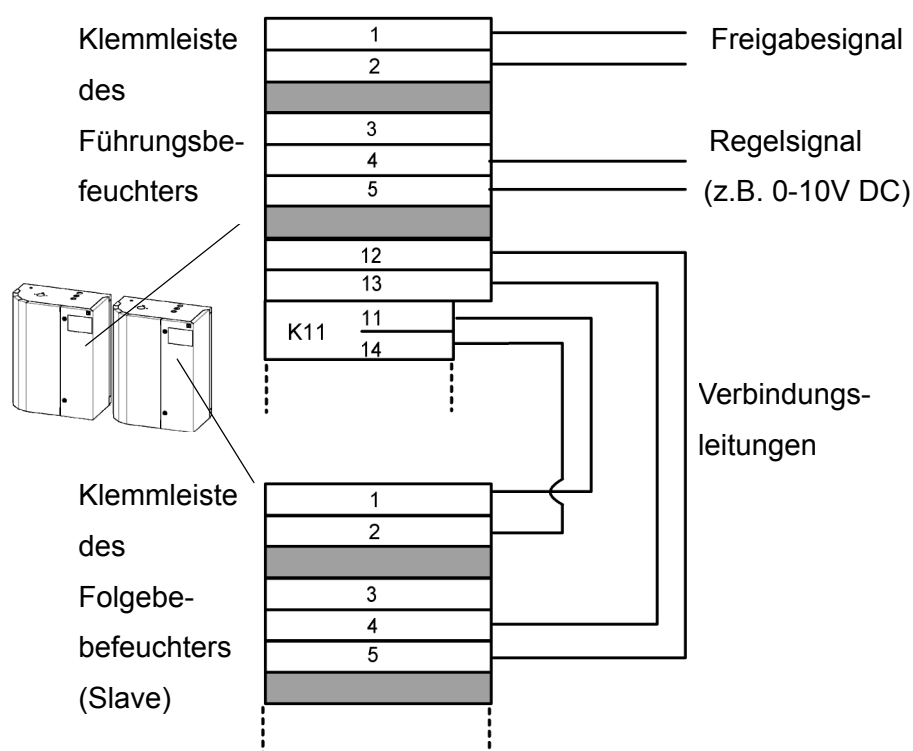 Klemmleiste
des
Führungsbe-
feuchters
1
2
3
4
5
12
13
K11
11
14
Freigabesignal
Regelsignal
(z.B. 0-10V DC)
Verbindungs-
leitungen
Klemmleiste
des
Folgebe-
befeuchters
(Slave)
1
2
3
4
5